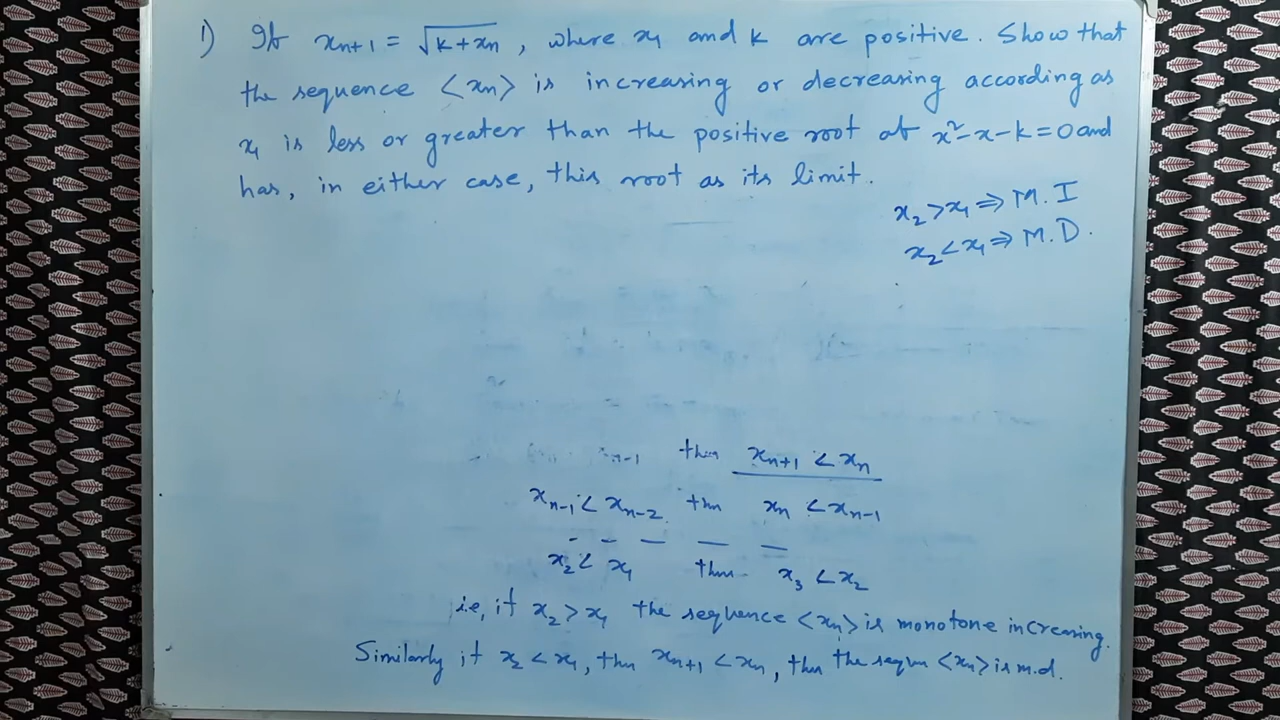 1) If xn+1 = √k+xn , where x1 and k are positive. Show that
the sequence <xn> is increasing or decreasing according as
x1 is less or greater than the positive root of x²-x-k=0 and
has, in either case, this root as its limit.
x2>x1 ⇒ M.I
x2<x1 ⇒ M.D.
n-1 then xn+1 < xn
xn-1 < xn-2 then xn < xn-1
- - - - -
x2 < x1 then x3 < x2
i.e, if x2 > x1 the sequence <xn> is monotone increasing.
Similarly if x2 < x1, then xn+1 < xn, then the sequn <xn> is m.d.